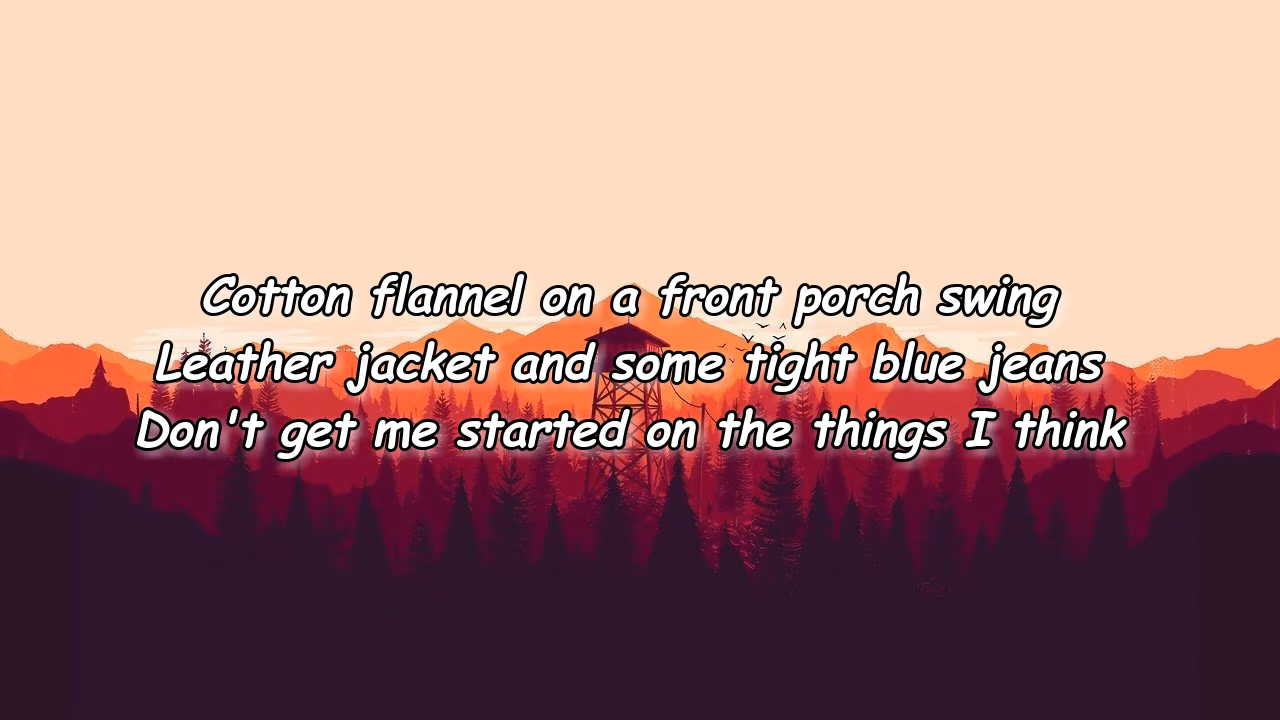 Cotton flannel on a front porch swing
Leather jacket and some tight blue jeans
Don't get me started on the things I think